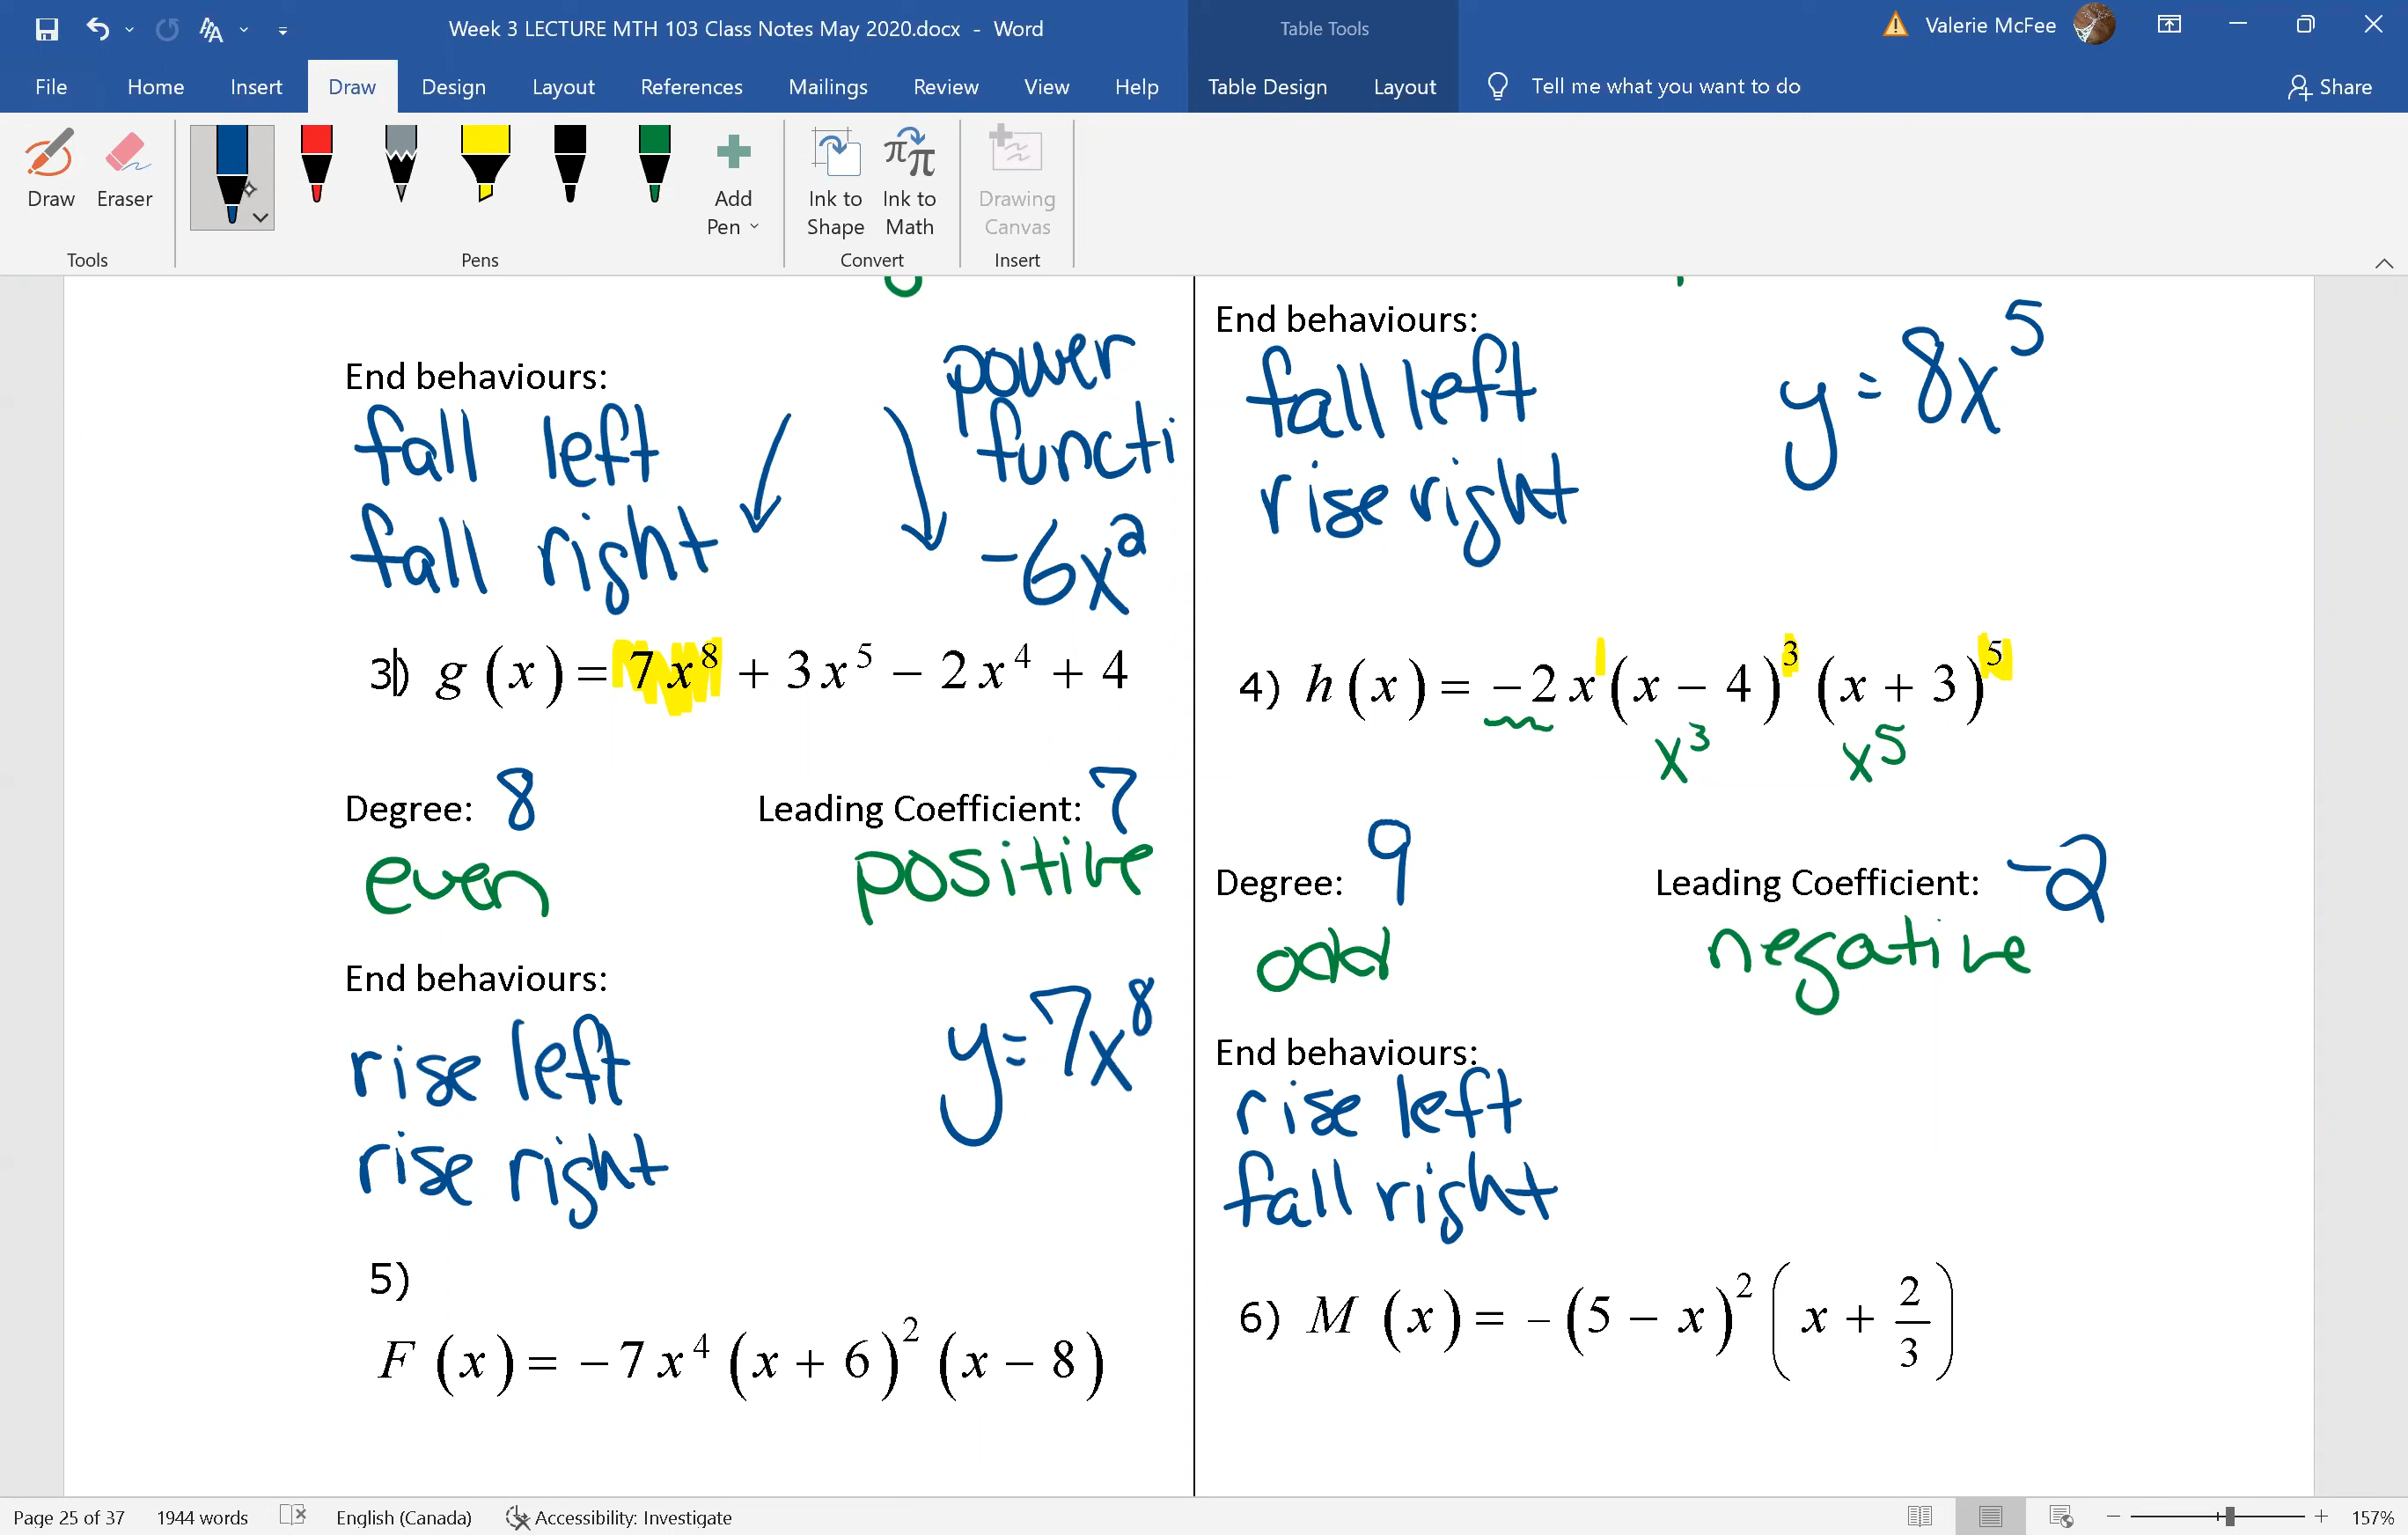 Week 3 LECTURE MTH 103 Class Notes May 2020.docx - Word
Table Tools
Valerie McFee
File Home Insert Draw Design Layout References Mailings Review View Help Table Design Layout Tell me what you want to do Share
Draw Eraser Add Pen Ink to Shape Ink to Math Drawing Canvas
Tools Pens Convert Insert
End behaviours:
fall left
fall right
power
functi
-6x²
End behaviours:
fall left
rise right
y = 8x⁵
3) g(x) = 7x⁸ + 3x⁵ − 2x⁴ + 4
Degree: 8 Leading Coefficient: 7
even positive
End behaviours:
rise left
rise right
y = 7x⁸
4) h(x) = −2x¹(x − 4)³(x + 3)⁵
x³ x⁵
Degree: 9 Leading Coefficient: -2
odd negative
End behaviours:
rise left
fall right
5)
F(x) = −7x⁴(x + 6)²(x − 8)
6) M(x) = −(5 − x)²(x + 2/3)
Page 25 of 37 1944 words English (Canada) Accessibility: Investigate 157%